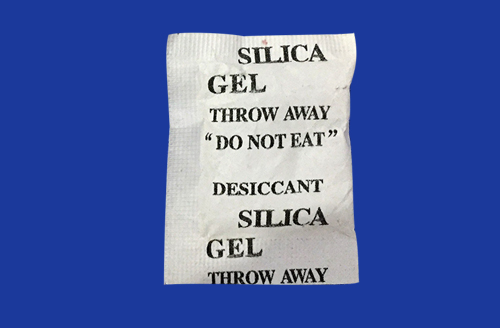 SILICA
GEL
THROW AWAY
“DO NOT EAT”
DESICCANT
SILICA
GEL
THROW AWAY